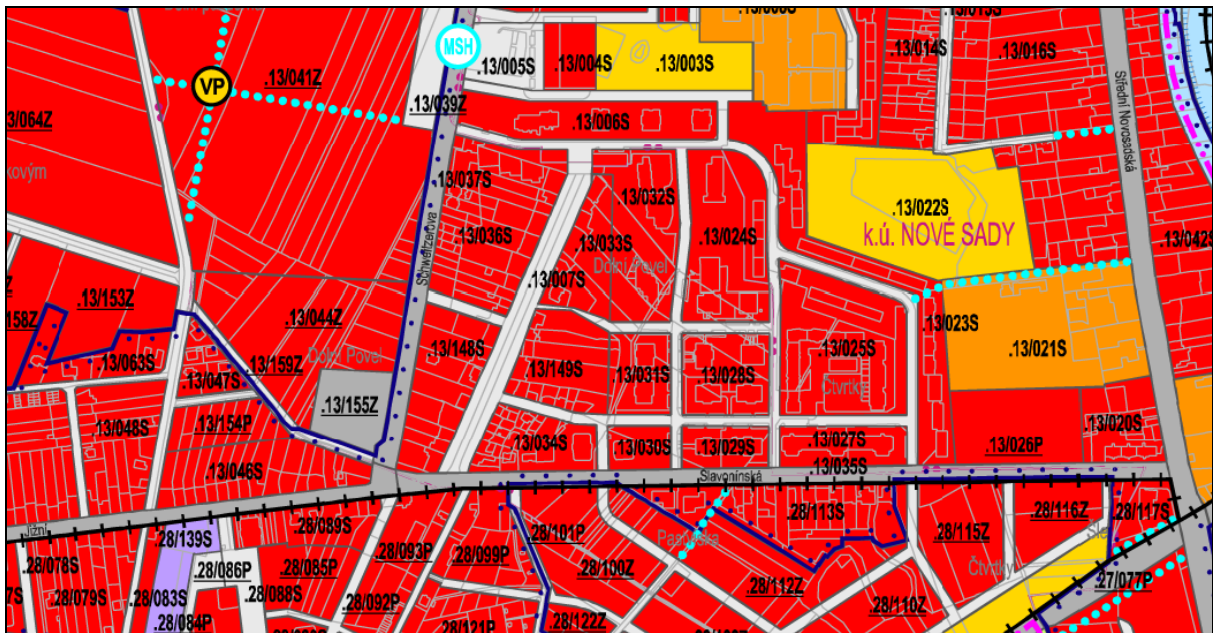 .13/005S
.13/004S
.13/003S
.13/014S
.13/016S
MSH
VP
.13/041Z
.13/039Z
.13/006S
Střední Novosadská
kovým
.13/037S
.13/032S
.13/036S
.13/033S
.13/024S
.13/022S
k.ú. NOVÉ SADY
.13/042S
Schweitzerova
Dolní Povel
.13/007S
.13/153Z
.13/044Z
.13/023S
.13/021S
.13/063S
.13/159Z
Dolní Povel
.13/148S
.13/149S
.13/031S
.13/028S
.13/025S
Čtvrtky
.13/047S
.13/155Z
.13/154P
.13/048S
.13/046S
.13/034S
.13/030S
.13/029S
.13/027S
.13/035S
.13/026P
.13/020S
Slavonínská
Jižní
.28/139S
.28/089S
.28/101P
.28/113S
.28/116Z
.28/117S
.28/115Z
.28/078S
.28/079S
.28/083S
.28/084P
.28/086P
.28/085P
.28/088S
.28/093P
.28/092P
.28/099P
.28/100Z
.28/112Z
.28/110Z
Čtvrtky
.27/077P
.28/122Z
.28/121P